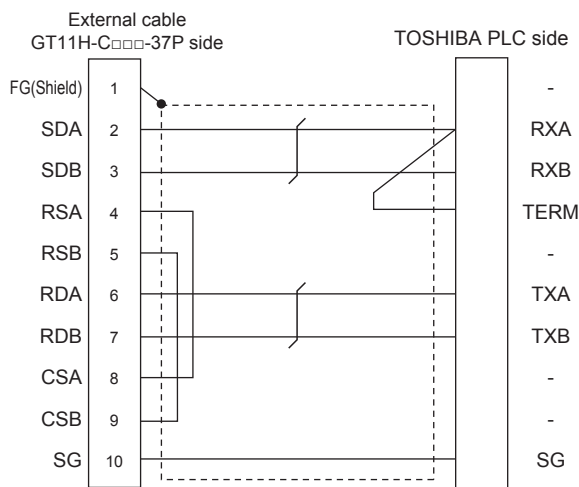 External cable
GT11H-C□□□-37P side
TOSHIBA PLC side
FG(Shield) 1 -
SDA 2 RXA
SDB 3 RXB
RSA 4 TERM
RSB 5 -
RDA 6 TXA
RDB 7 TXB
CSA 8 -
CSB 9 -
SG 10 SG